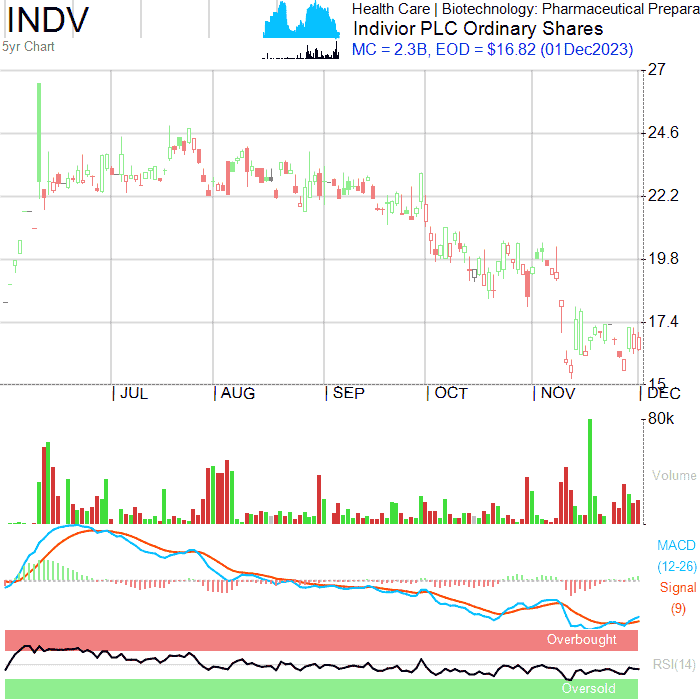 INDV
5yr Chart
Health Care | Biotechnology: Pharmaceutical Prepara
Indivior PLC Ordinary Shares
MC = 2.3B, EOD = $16.82 (01Dec2023)
27
24.6
22.2
19.8
17.4
15
JUL
AUG
SEP
OCT
NOV
DEC
80k
Volume
MACD
(12-26)
Signal
(9)
Overbought
RSI(14)
Oversold